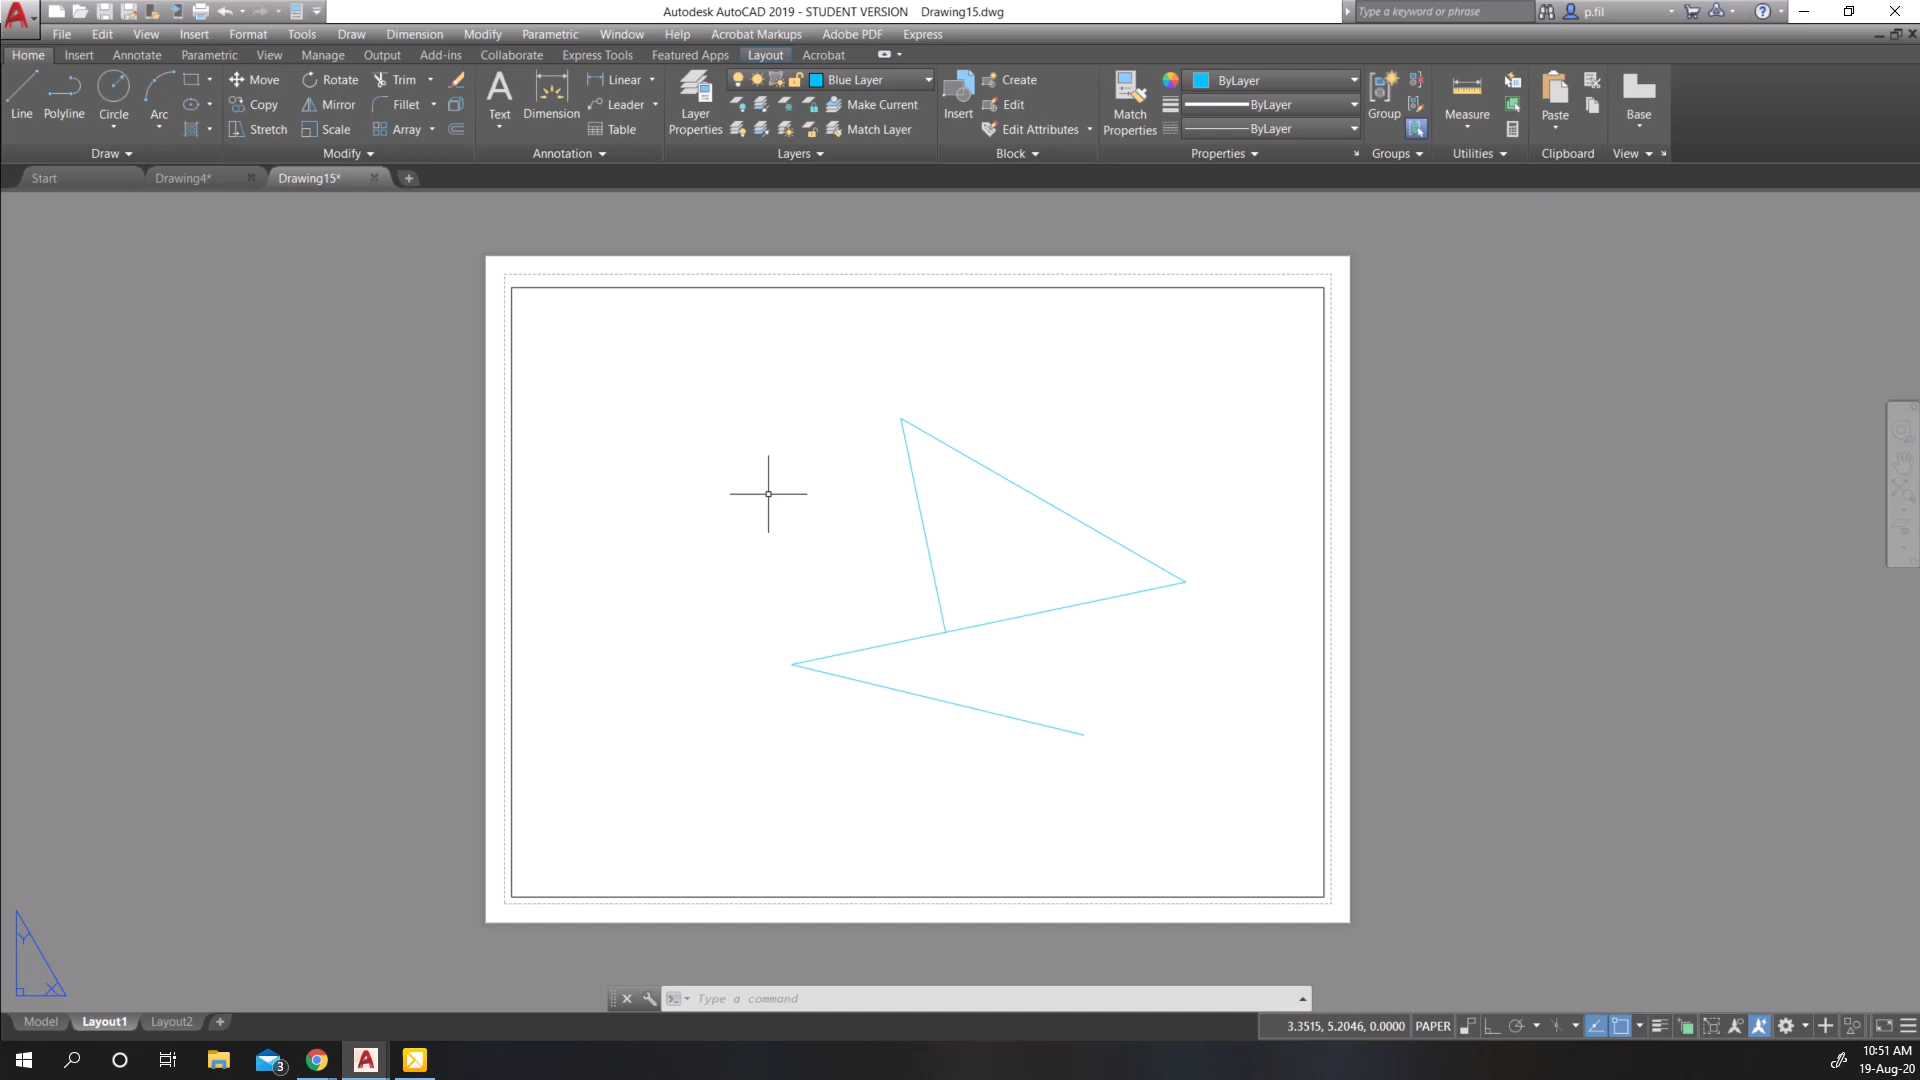 Autodesk AutoCAD 2019 - STUDENT VERSION Drawing15.dwg
Type a keyword or phrase
p.fil
File Edit View Insert Format Tools Draw Dimension Modify Parametric Window Help Acrobat Markups Adobe PDF Express
Home Insert Annotate Parametric View Manage Output Add-ins Collaborate Express Tools Featured Apps Layout Acrobat
Line
Polyline
Circle
Arc
Move
Rotate
Trim
Copy
Mirror
Fillet
Stretch
Scale
Array
Text
Dimension
Linear
Leader
Table
Layer
Properties
Blue Layer
Make Current
Match Layer
Insert
Create
Edit
Edit Attributes
Match
Properties
ByLayer
ByLayer
ByLayer
Group
Measure
Paste
Base
Draw Modify Annotation Layers Block Properties Groups Utilities Clipboard View
Start Drawing4* Drawing15*
Y
X
Type a command
Model Layout1 Layout2
3.3515, 5.2046, 0.0000 PAPER
3
10:51 AM
19-Aug-20